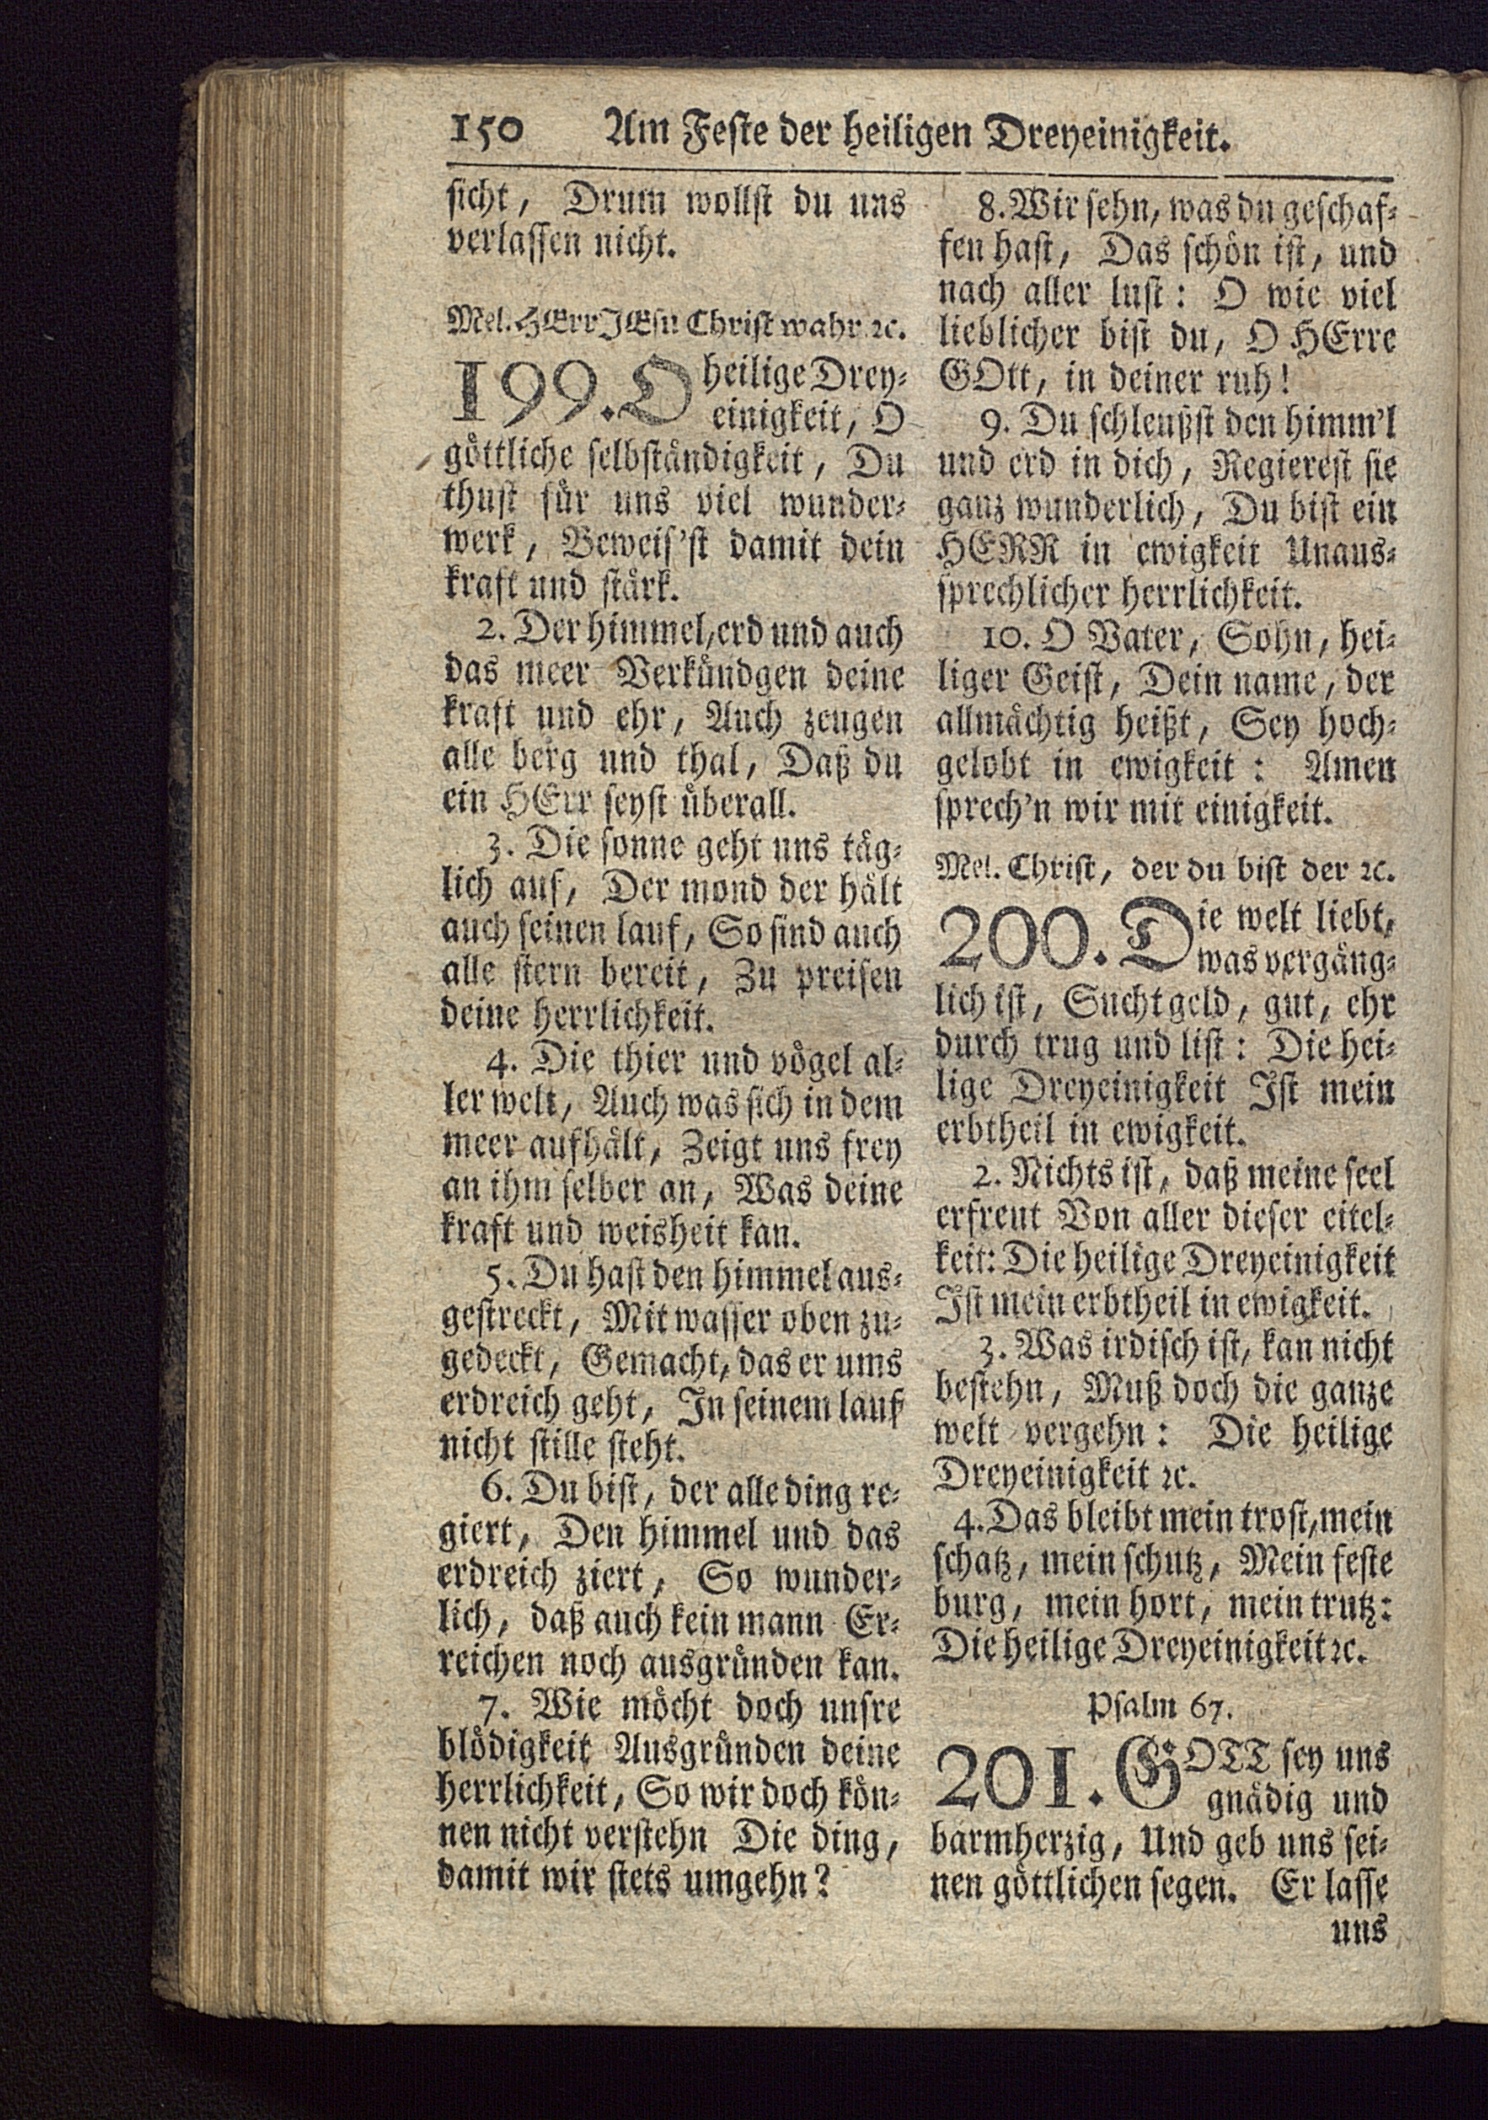 150 Am Feste der heiligen Dreyeinigkeit.
sicht, Drum wollst du uns
verlassen nicht.
Mel. HErr JEsu Christ wahr ꝛc.
199. O heilige Drey-
einigkeit, O
göttliche selbständigkeit, Du
thust für uns viel wunder-
werk, Beweis'st damit dein
kraft und stärk.
2. Der himmel, erd und auch
das meer Verkündgen deine
kraft und ehr, Auch zeugen
alle berg und thal, Daß du
ein HErr seyst überall.
3. Die sonne geht uns täg-
lich auf, Der mond der hält
auch seinen lauf, So sind auch
alle stern bereit, Zu preisen
deine herrlichkeit.
4. Die thier und vögel al-
ler welt, Auch was sich in dem
meer aufhält, Zeigt uns frey
an ihm selber an, Was deine
kraft und weisheit kan.
5. Du hast den himmel aus-
gestreckt, Mit wasser oben zu-
gedeckt, Gemacht, das er ums
erdreich geht, In seinem lauf
nicht stille steht.
6. Du bist, der alle ding re-
giert, Den himmel und das
erdreich ziert, So wunder-
lich, daß auch kein mann Er-
reichen noch ausgründen kan.
7. Wie möcht doch unsre
blödigkeit Ausgründen deine
herrlichkeit, So wir doch kön-
nen nicht verstehn Die ding,
damit wir stets umgehn?
8. Wir sehn, was du geschaf-
fen hast, Das schön ist, und
nach aller lust: O wie viel
lieblicher bist du, O HErre
GOtt, in deiner ruh!
9. Du schleußst den himm'l
und erd in dich, Regierest sie
ganz wunderlich, Du bist ein
HERR in ewigkeit Unaus-
sprechlicher herrlichkeit.
10. O Vater, Sohn, hei-
liger Geist, Dein name, der
allmächtig heißt, Sey hoch-
gelobt in ewigkeit: Amen
sprech'n wir mit einigkeit.
Mel. Christ, der du bist der ꝛc.
200. Die welt liebt,
was vergäng-
lich ist, Sucht geld, gut, ehr
durch trug und list: Die hei-
lige Dreyeinigkeit Ist mein
erbtheil in ewigkeit.
2. Nichts ist, daß meine seel
erfreut Von aller dieser eitel-
keit: Die heilige Dreyeinigkeit
Ist mein erbtheil in ewigkeit.
3. Was irdisch ist, kan nicht
bestehn, Muß doch die ganze
welt vergehn: Die heilige
Dreyeinigkeit ꝛc.
4. Das bleibt mein trost, mein
schatz, mein schutz, Mein feste
burg, mein hort, mein trutz:
Die heilige Dreyeinigkeit ꝛc.
Psalm 67.
201. GOTT sey uns
gnädig und
barmherzig, Und geb uns sei-
nen göttlichen segen. Er lasse
uns